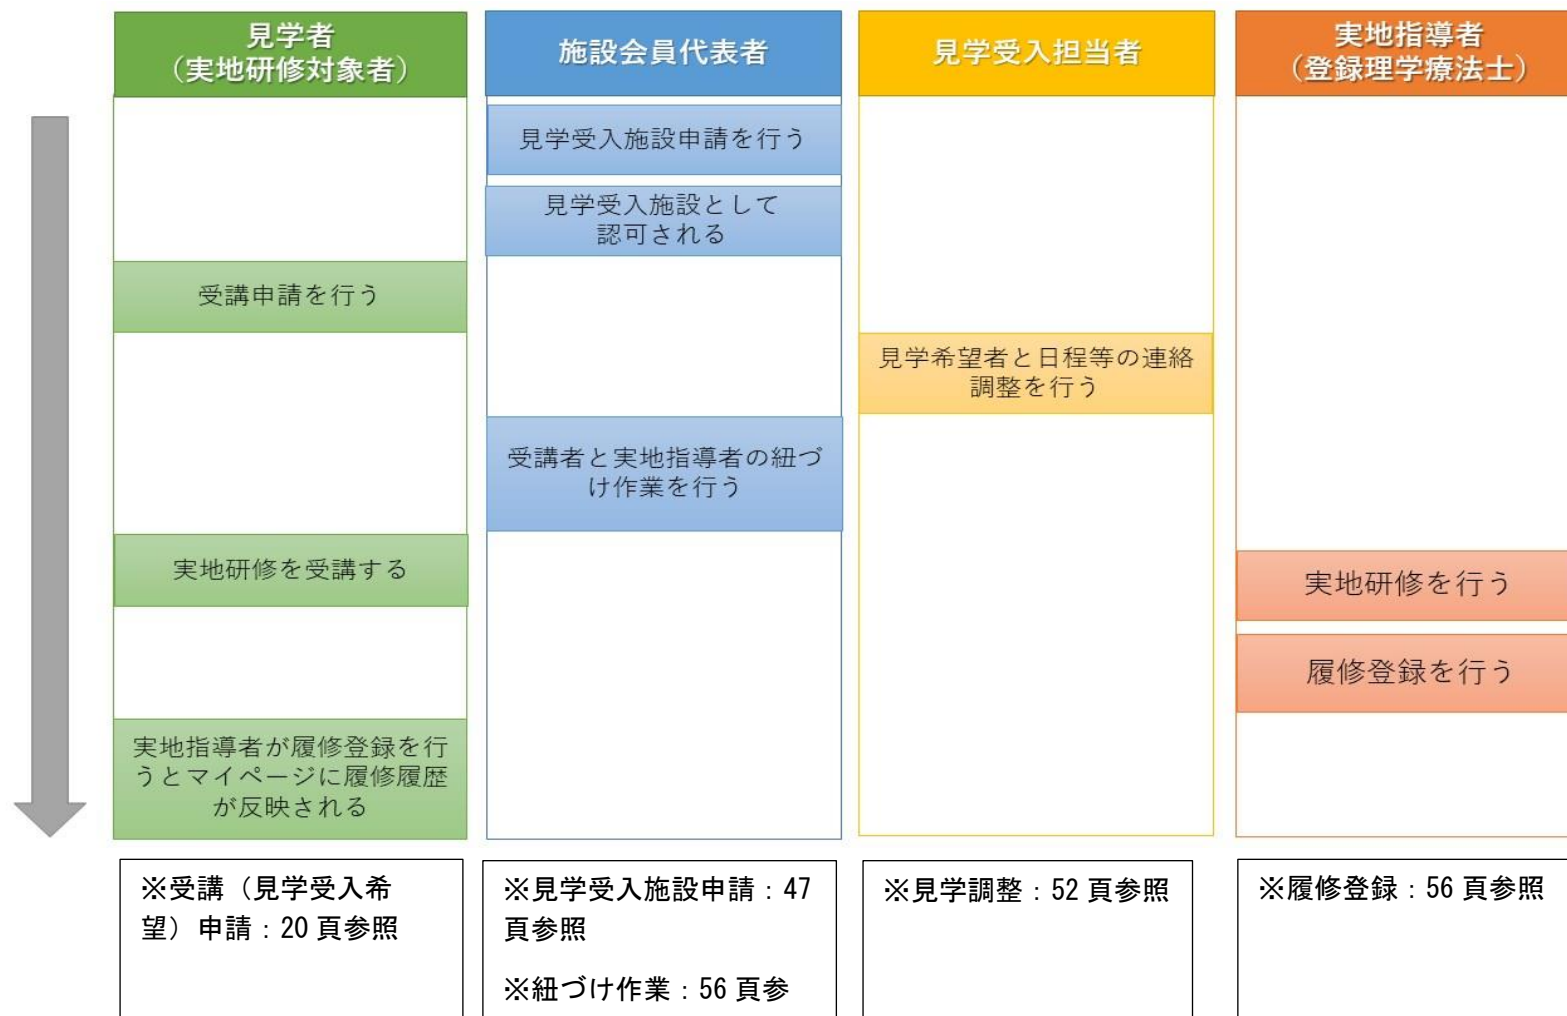 見学者
（実地研修対象者）
施設会員代表者
見学受入担当者
実地指導者
（登録理学療法士）
見学受入施設申請を行う
見学受入施設として
認可される
受講申請を行う
見学希望者と日程等の連絡
調整を行う
受講者と実地指導者の紐づ
け作業を行う
実地研修を受講する
実地研修を行う
履修登録を行う
実地指導者が履修登録を行
うとマイページに履修履歴
が反映される
※受講（見学受入希
望）申請：20 頁参照
※見学受入施設申請：47
頁参照
※紐づけ作業：56 頁参
※見学調整：52 頁参照
※履修登録：56 頁参照